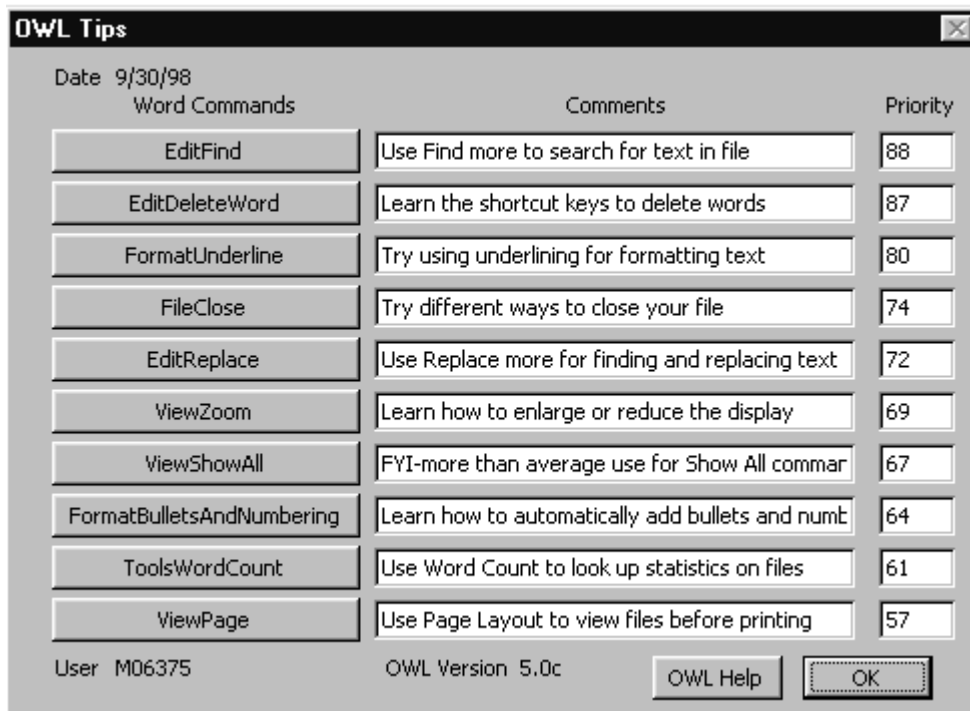 OWL Tips
Date 9/30/98
Word Commands Comments Priority
EditFind Use Find more to search for text in file 88
EditDeleteWord Learn the shortcut keys to delete words 87
FormatUnderline Try using underlining for formatting text 80
FileClose Try different ways to close your file 74
EditReplace Use Replace more for finding and replacing text 72
ViewZoom Learn how to enlarge or reduce the display 69
ViewShowAll FYI-more than average use for Show All commar 67
FormatBulletsAndNumbering Learn how to automatically add bullets and numb 64
ToolsWordCount Use Word Count to look up statistics on files 61
ViewPage Use Page Layout to view files before printing 57
User M06375 OWL Version 5.0c OWL Help OK